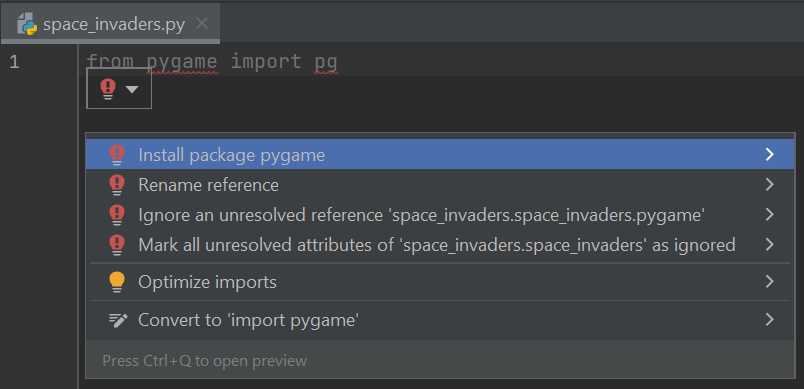 space_invaders.py
1 from pygame import pg
Install package pygame
Rename reference
Ignore an unresolved reference 'space_invaders.space_invaders.pygame'
Mark all unresolved attributes of 'space_invaders.space_invaders' as ignored
Optimize imports
Convert to 'import pygame'
Press Ctrl+Q to open preview